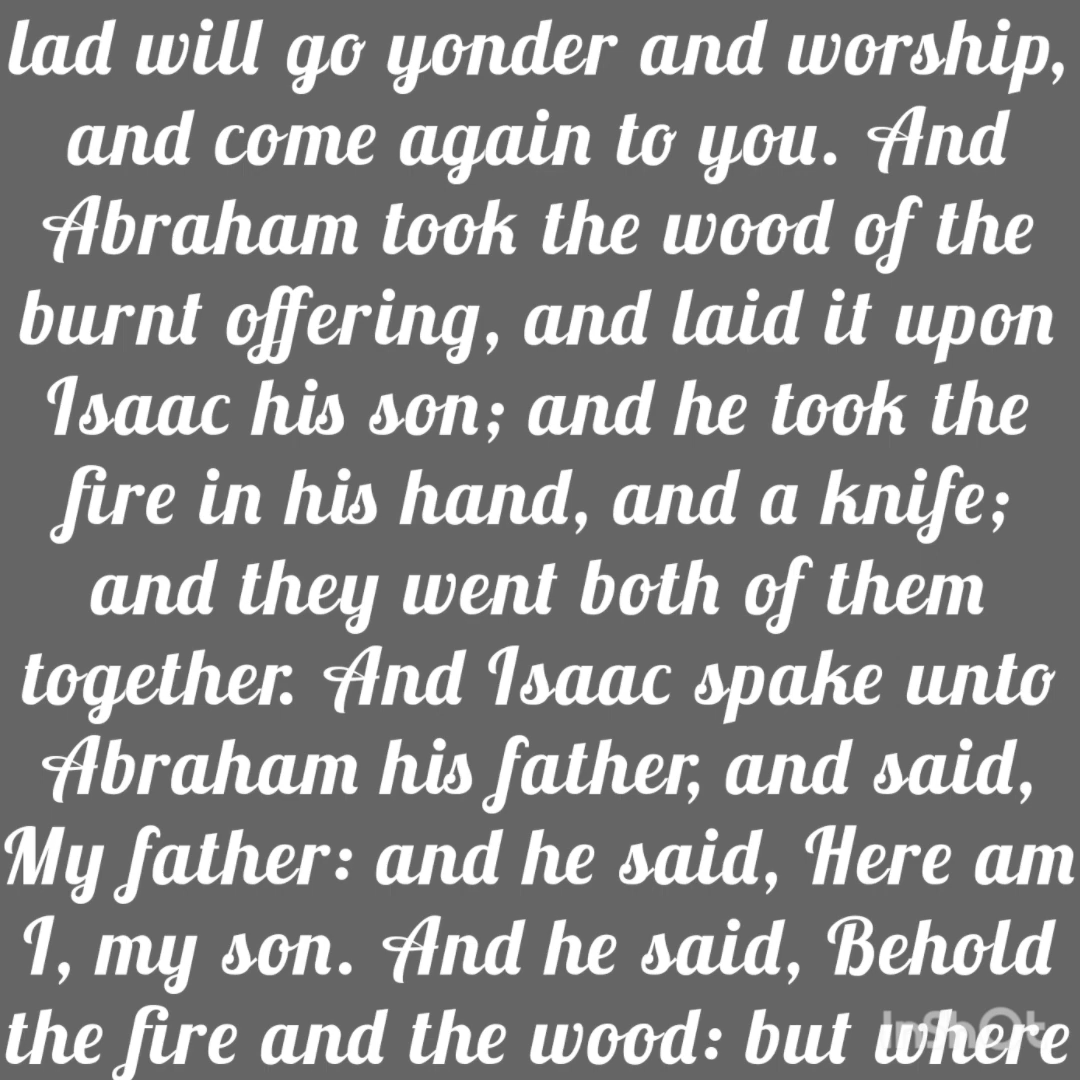 lad will go yonder and worship,
and come again to you. And
Abraham took the wood of the
burnt offering, and laid it upon
Isaac his son; and he took the
fire in his hand, and a knife;
and they went both of them
together. And Isaac spake unto
Abraham his father, and said,
My father: and he said, Here am
I, my son. And he said, Behold
the fire and the wood: but where
InShOt